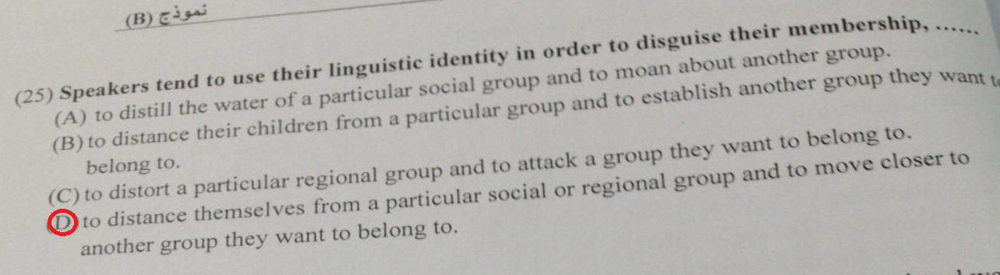 نموذج (B)
(25) Speakers tend to use their linguistic identity in order to disguise their membership, ......
(A) to distill the water of a particular social group and to moan about another group.
(B) to distance their children from a particular group and to establish another group they want to
belong to.
(C) to distort a particular regional group and to attack a group they want to belong to.
(D) to distance themselves from a particular social or regional group and to move closer to
another group they want to belong to.